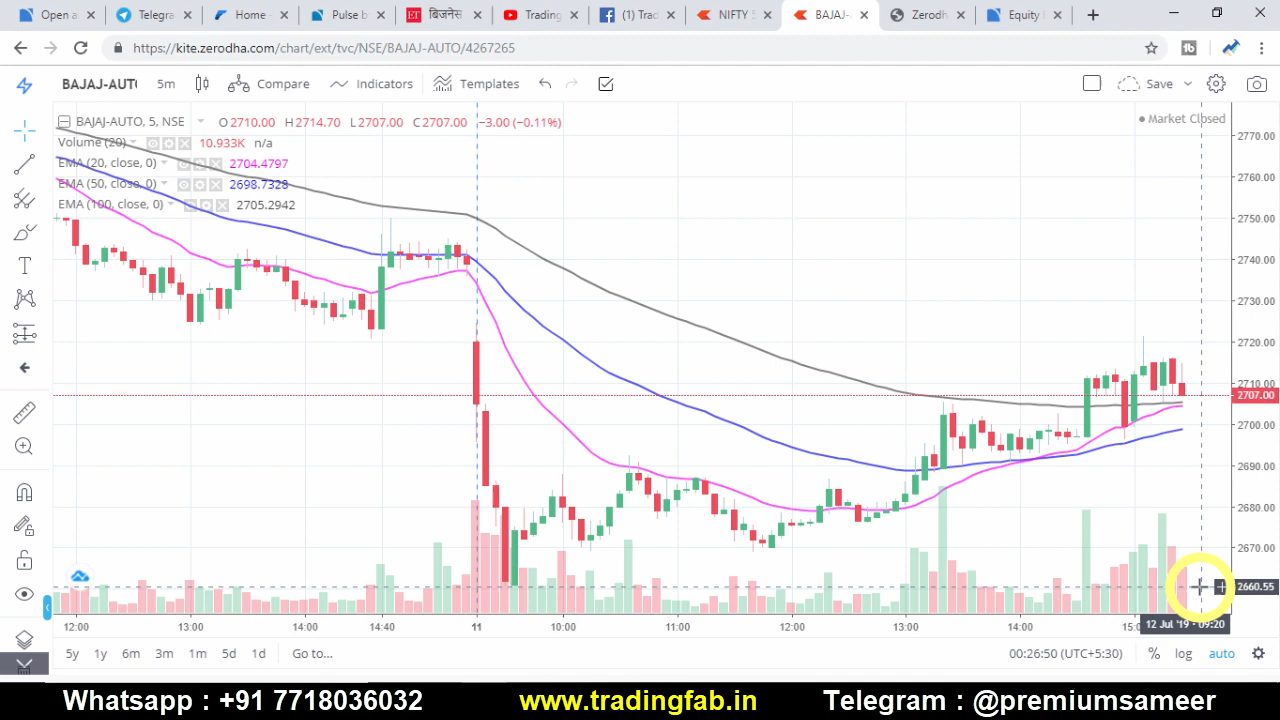 Open a
Telegra
Home -
Pulse b
ET बिजनेस
Trading
(1) Trad
NIFTY 5
BAJAJ-
Zerodh
Equity
https://kite.zerodha.com/chart/ext/tvc/NSE/BAJAJ-AUTO/4267265
BAJAJ-AUT 5m Compare Indicators Templates Save
BAJAJ-AUTO, 5, NSE O 2710.00 H 2714.70 L 2707.00 C 2707.00 −3.00 (−0.11%)
Market Closed
Volume (20) 10.933K n/a
EMA (20, close, 0) 2704.4797
EMA (50, close, 0) 2698.7328
EMA (100, close, 0) 2705.2942
2770.00
2760.00
2750.00
2740.00
2730.00
2720.00
2710.00
2707.00
2700.00
2690.00
2680.00
2670.00
2660.55
12:00 13:00 14:00 14:40 11 10:00 11:00 12:00 13:00 14:00 15:0
12 Jul '19 - 09:20
5y 1y 6m 3m 1m 5d 1d Go to... 00:26:50 (UTC+5:30) % log auto
Whatsapp : +91 7718036032 www.tradingfab.in Telegram : @premiumsameer